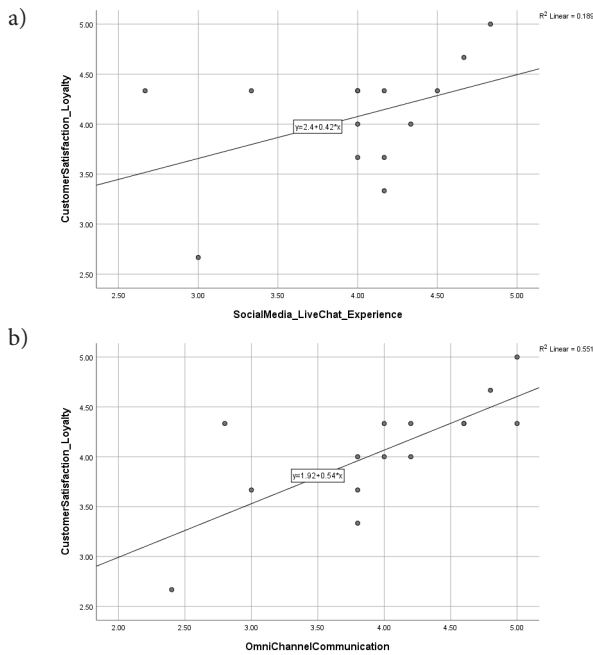 a)
R² Linear = 0.189
5.00
4.50
4.00
3.50
3.00
2.50
CustomerSatisfaction_Loyalty
y=2.4+0.42*x
2.50 3.00 3.50 4.00 4.50 5.00
SocialMedia_LiveChat_Experience
b)
R² Linear = 0.551
5.00
4.50
4.00
3.50
3.00
2.50
CustomerSatisfaction_Loyalty
y=1.92+0.54*x
2.00 2.50 3.00 3.50 4.00 4.50 5.00
OmniChannelCommunication